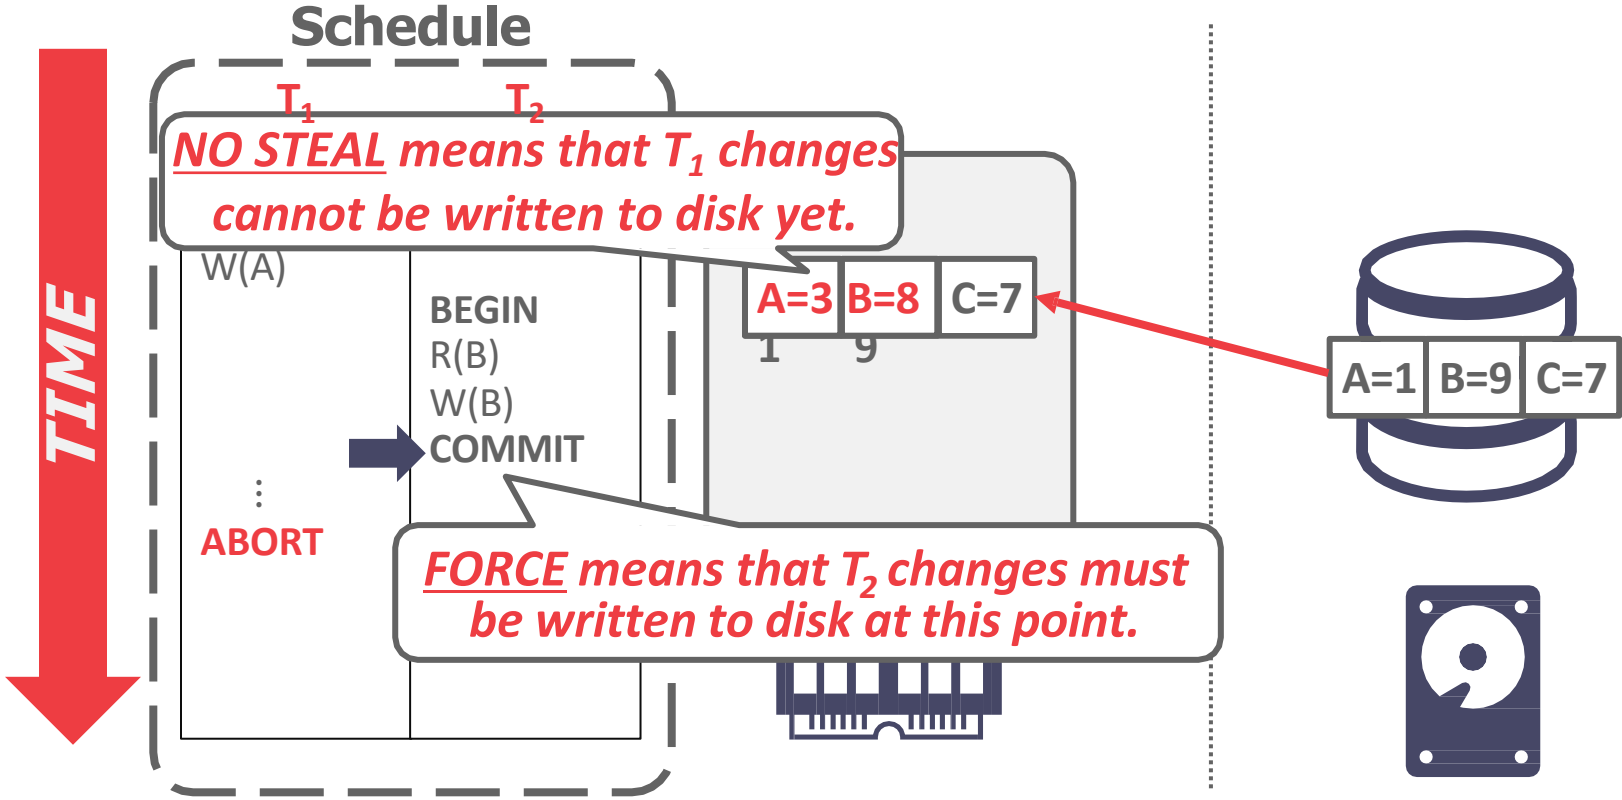 Schedule
T1 T2
NO STEAL means that T1 changes
cannot be written to disk yet.
W(A)
BEGIN
R(B)
W(B)
COMMIT
⋮
ABORT
TIME
A=3 B=8 C=7
1 9
A=1 B=9 C=7
FORCE means that T2 changes must
be written to disk at this point.